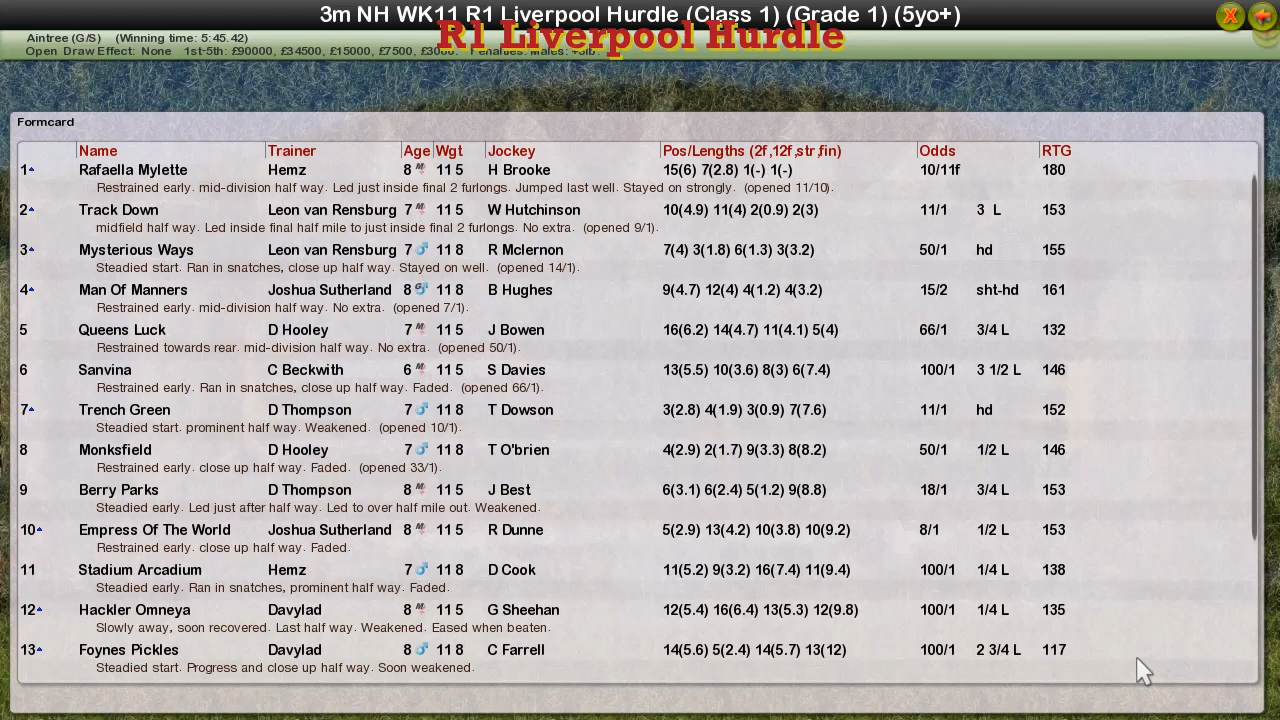 3m NH WK11 R1 Liverpool Hurdle (Class 1) (Grade 1) (5yo+)
R1 Liverpool Hurdle
Aintree (G/S) (Winning time: 5:45.42)
Open Draw Effect: None 1st-5th: £90000, £34500, £15000, £7500, £3000. Penalties: Males: +3lb.
Formcard
Name Trainer Age Wgt Jockey Pos/Lengths (2f,12f,str,fin) Odds RTG
1 Rafaella Mylette Hemz 8 M 11 5 H Brooke 15(6) 7(2.8) 1(-) 1(-) 10/11f 180
Restrained early. mid-division half way. Led just inside final 2 furlongs. Jumped last well. Stayed on strongly. (opened 11/10).
2 Track Down Leon van Rensburg 7 M 11 5 W Hutchinson 10(4.9) 11(4) 2(0.9) 2(3) 11/1 3 L 153
midfield half way. Led inside final half mile to just inside final 2 furlongs. No extra. (opened 9/1).
3 Mysterious Ways Leon van Rensburg 7 11 8 R Mclernon 7(4) 3(1.8) 6(1.3) 3(3.2) 50/1 hd 155
Steadied start. Ran in snatches, close up half way. Stayed on well. (opened 14/1).
4 Man Of Manners Joshua Sutherland 8 11 8 B Hughes 9(4.7) 12(4) 4(1.2) 4(3.2) 15/2 sht-hd 161
Restrained early. mid-division half way. No extra. (opened 7/1).
5 Queens Luck D Hooley 7 M 11 5 J Bowen 16(6.2) 14(4.7) 11(4.1) 5(4) 66/1 3/4 L 132
Restrained towards rear. mid-division half way. No extra. (opened 50/1).
6 Sanvina C Beckwith 6 M 11 5 S Davies 13(5.5) 10(3.6) 8(3) 6(7.4) 100/1 3 1/2 L 146
Restrained early. Ran in snatches, close up half way. Faded. (opened 66/1).
7 Trench Green D Thompson 7 11 8 T Dowson 3(2.8) 4(1.9) 3(0.9) 7(7.6) 11/1 hd 152
Steadied start. prominent half way. Weakened. (opened 10/1).
8 Monksfield D Hooley 7 11 8 T O'brien 4(2.9) 2(1.7) 9(3.3) 8(8.2) 50/1 1/2 L 146
Restrained early. close up half way. Faded. (opened 33/1).
9 Berry Parks D Thompson 8 M 11 5 J Best 6(3.1) 6(2.4) 5(1.2) 9(8.8) 18/1 3/4 L 153
Steadied early. Led just after half way. Led to over half mile out. Weakened.
10 Empress Of The World Joshua Sutherland 8 M 11 5 R Dunne 5(2.9) 13(4.2) 10(3.8) 10(9.2) 8/1 1/2 L 153
Restrained early. close up half way. Faded.
11 Stadium Arcadium Hemz 7 11 8 D Cook 11(5.2) 9(3.2) 16(7.4) 11(9.4) 100/1 1/4 L 138
Steadied early. Ran in snatches, prominent half way. Faded.
12 Hackler Omneya Davylad 8 M 11 5 G Sheehan 12(5.4) 16(6.4) 13(5.3) 12(9.8) 100/1 1/4 L 135
Slowly away, soon recovered. Last half way. Weakened. Eased when beaten.
13 Foynes Pickles Davylad 8 11 8 C Farrell 14(5.6) 5(2.4) 14(5.7) 13(12) 100/1 2 3/4 L 117
Steadied start. Progress and close up half way. Soon weakened.